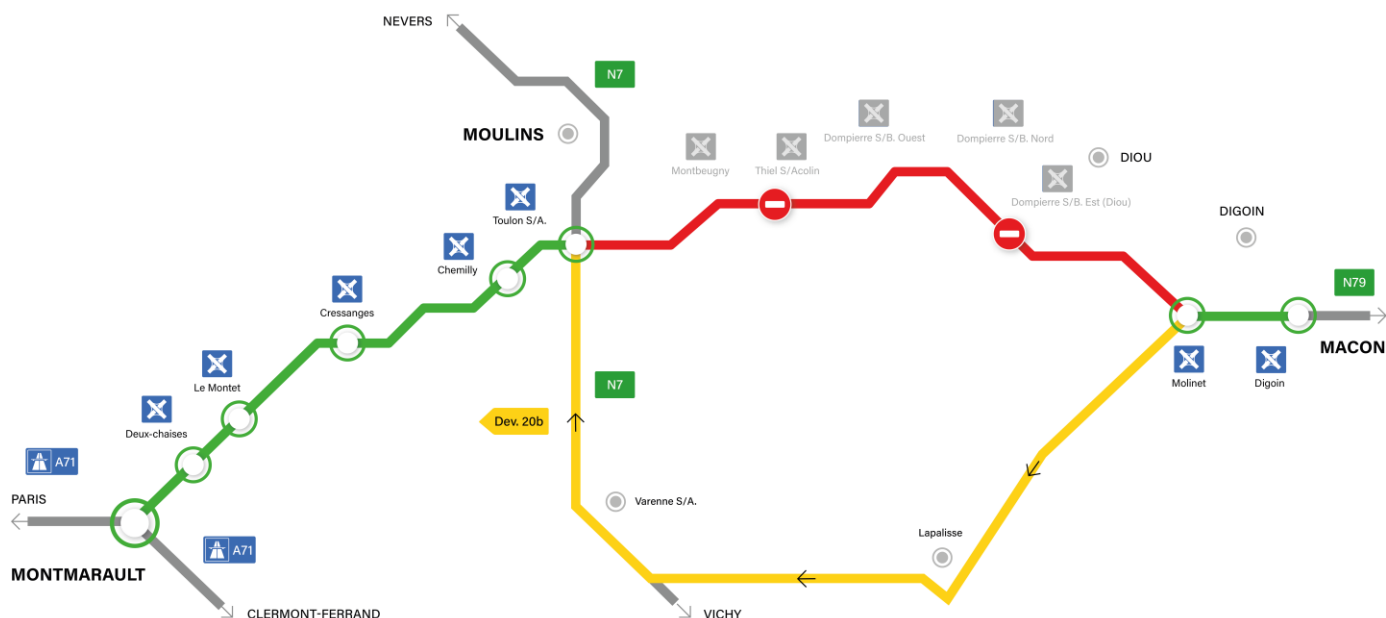 NEVERS
N7
MOULINS
Dompierre S/B. Ouest
Dompierre S/B. Nord
Montbeugny
Thiel S/Acolin
DIOU
Dompierre S/B. Est (Diou)
Toulon S/A.
DIGOIN
Chemilly
N79
Cressanges
MACON
Molinet
Digoin
Le Montet
N7
Dev. 20b
Deux-chaises
A71
PARIS
Varenne S/A.
A71
Lapalisse
MONTMARAULT
CLERMONT-FERRAND
VICHY